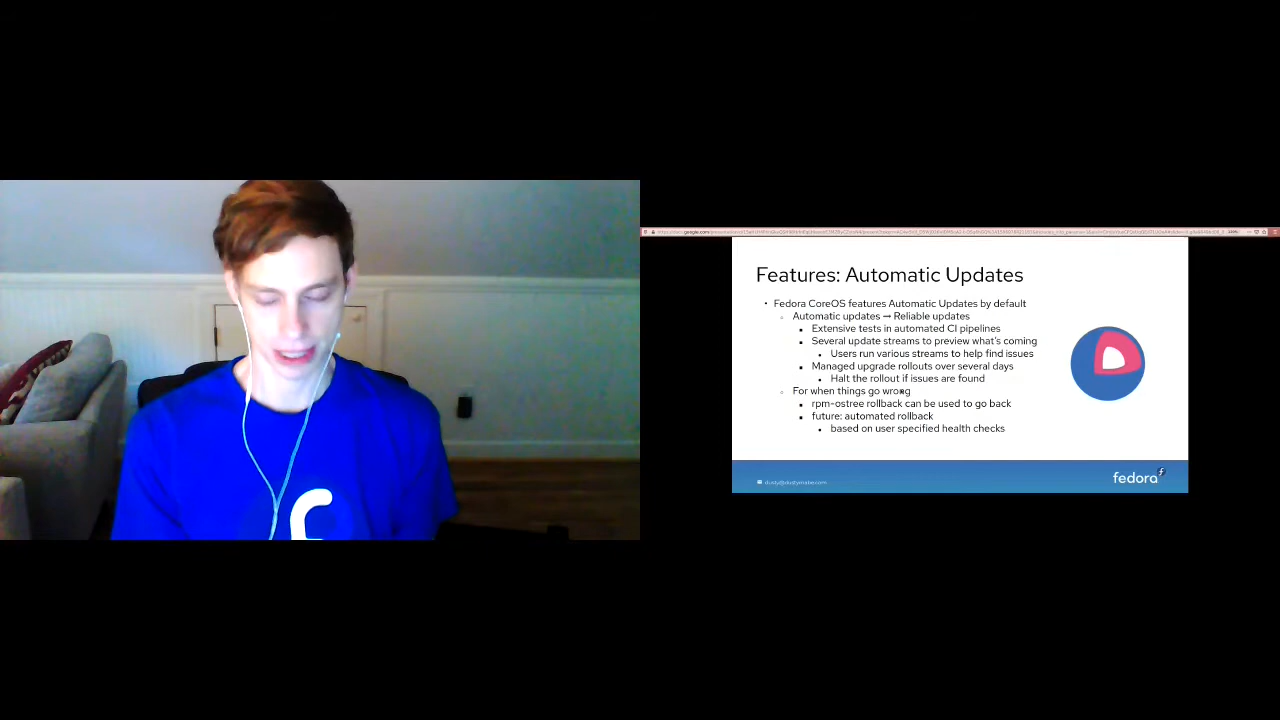 Features: Automatic Updates
Fedora CoreOS features Automatic Updates by default
Automatic updates → Reliable updates
Extensive tests in automated CI pipelines
Several update streams to preview what's coming
Users run various streams to help find issues
Managed upgrade rollouts over several days
Halt the rollout if issues are found
For when things go wrong
rpm-ostree rollback can be used to go back
future: automated rollback
based on user specified health checks
dusty@dustymabe.com
fedora